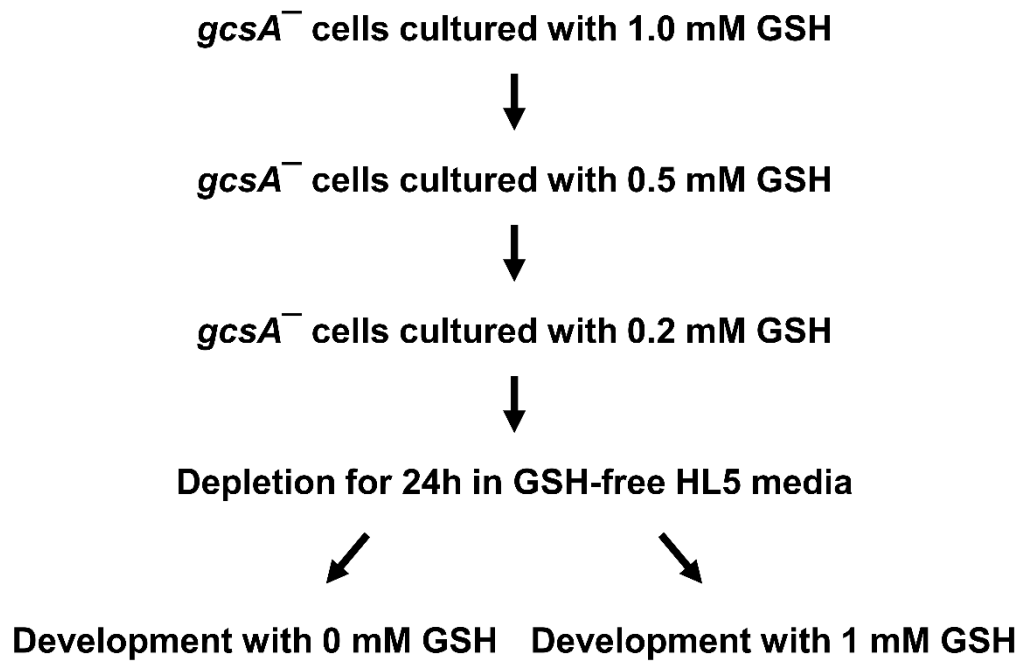 gcsA⁻ cells cultured with 1.0 mM GSH
gcsA⁻ cells cultured with 0.5 mM GSH
gcsA⁻ cells cultured with 0.2 mM GSH
Depletion for 24h in GSH-free HL5 media
Development with 0 mM GSH Development with 1 mM GSH